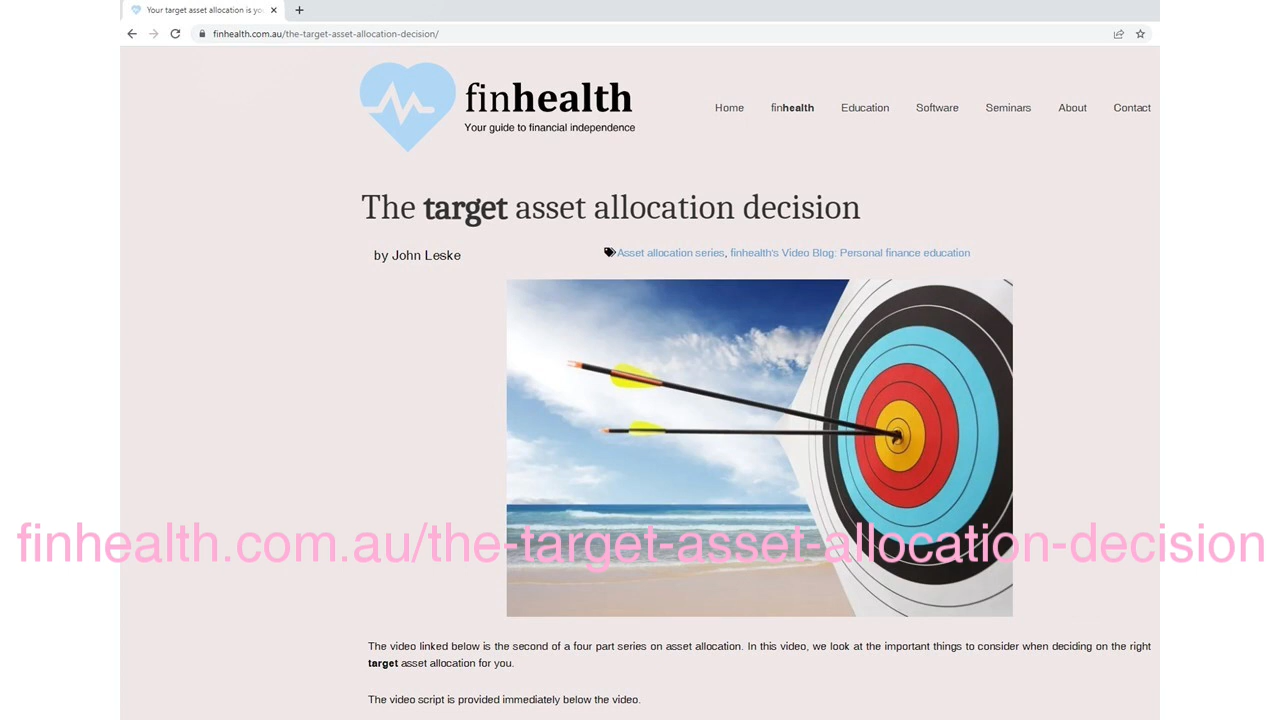 Your target asset allocation is yo
finhealth.com.au/the-target-asset-allocation-decision/
finhealth
Your guide to financial independence
Home finhealth Education Software Seminars About Contact
The target asset allocation decision
by John Leske
Asset allocation series, finhealth's Video Blog: Personal finance education
finhealth.com.au/the-target-asset-allocation-decision
The video linked below is the second of a four part series on asset allocation. In this video, we look at the important things to consider when deciding on the right
target asset allocation for you.
The video script is provided immediately below the video.